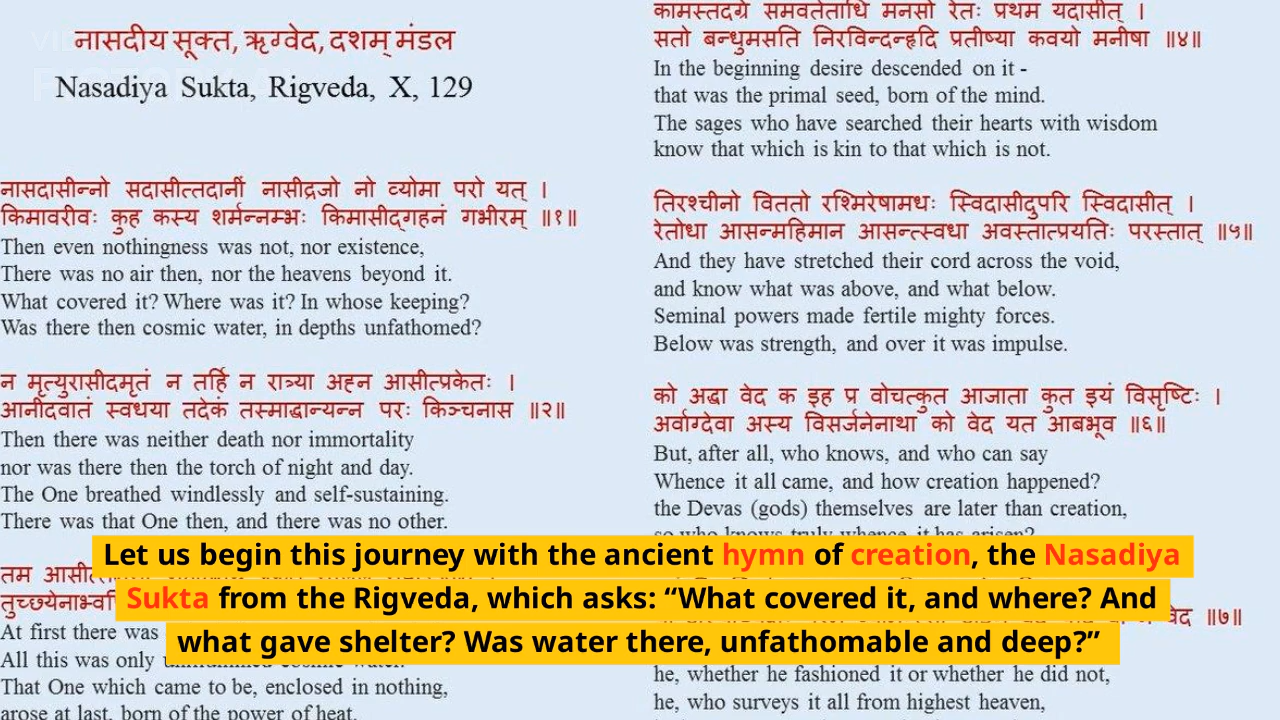 नासदीय सूक्त, ऋग्वेद, दशम् मंडल
Nasadiya Sukta, Rigveda, X, 129
नासदासीन्नो सदासीत्तदानीं नासीद्रजो नो व्योमा परो यत् ।
किमावरीवः कुह कस्य शर्मन्नम्भः किमासीद्गहनं गभीरम् ॥१॥
Then even nothingness was not, nor existence,
There was no air then, nor the heavens beyond it.
What covered it? Where was it? In whose keeping?
Was there then cosmic water, in depths unfathomed?
न मृत्युरासीदमृतं न तर्हि न रात्र्या अह्न आसीत्प्रकेतः ।
आनीदवातं स्वधया तदेकं तस्माद्धान्यन्न परः किञ्चनास ॥२॥
Then there was neither death nor immortality
nor was there then the torch of night and day.
The One breathed windlessly and self-sustaining.
There was that One then, and there was no other.
तम
At first there was
All this was only
That One which came to be, enclosed in nothing,
arose at last, born of the power of heat.
कामस्तदग्रे समवर्तताधि मनसो रेतः प्रथमं यदासीत् ।
सतो बन्धुमसति निरविन्दन्हृदि प्रतीष्या कवयो मनीषा ॥४॥
In the beginning desire descended on it -
that was the primal seed, born of the mind.
The sages who have searched their hearts with wisdom
know that which is kin to that which is not.
तिरश्चीनो विततो रश्मिरेषामधः स्विदासीदुपरि स्विदासीत् ।
रेतोधा आसन्महिमान आसन्त्स्वधा अवस्तात्प्रयतिः परस्तात् ॥५॥
And they have stretched their cord across the void,
and know what was above, and what below.
Seminal powers made fertile mighty forces.
Below was strength, and over it was impulse.
को अद्धा वेद क इह प्र वोचत्कुत आजाता कुत इयं विसृष्टिः ।
अर्वाग्देवा अस्य विसर्जनेनाथा को वेद यत आबभूव ॥६॥
But, after all, who knows, and who can say
Whence it all came, and how creation happened?
the Devas (gods) themselves are later than creation,
so who knows truly whence it has arisen?
वेद ॥७॥
he, whether he fashioned it or whether he did not,
he, who surveys it all from highest heaven,
Let us begin this journey with the ancient hymn of creation, the Nasadiya
Sukta from the Rigveda, which asks: “What covered it, and where? And
what gave shelter? Was water there, unfathomable and deep?”